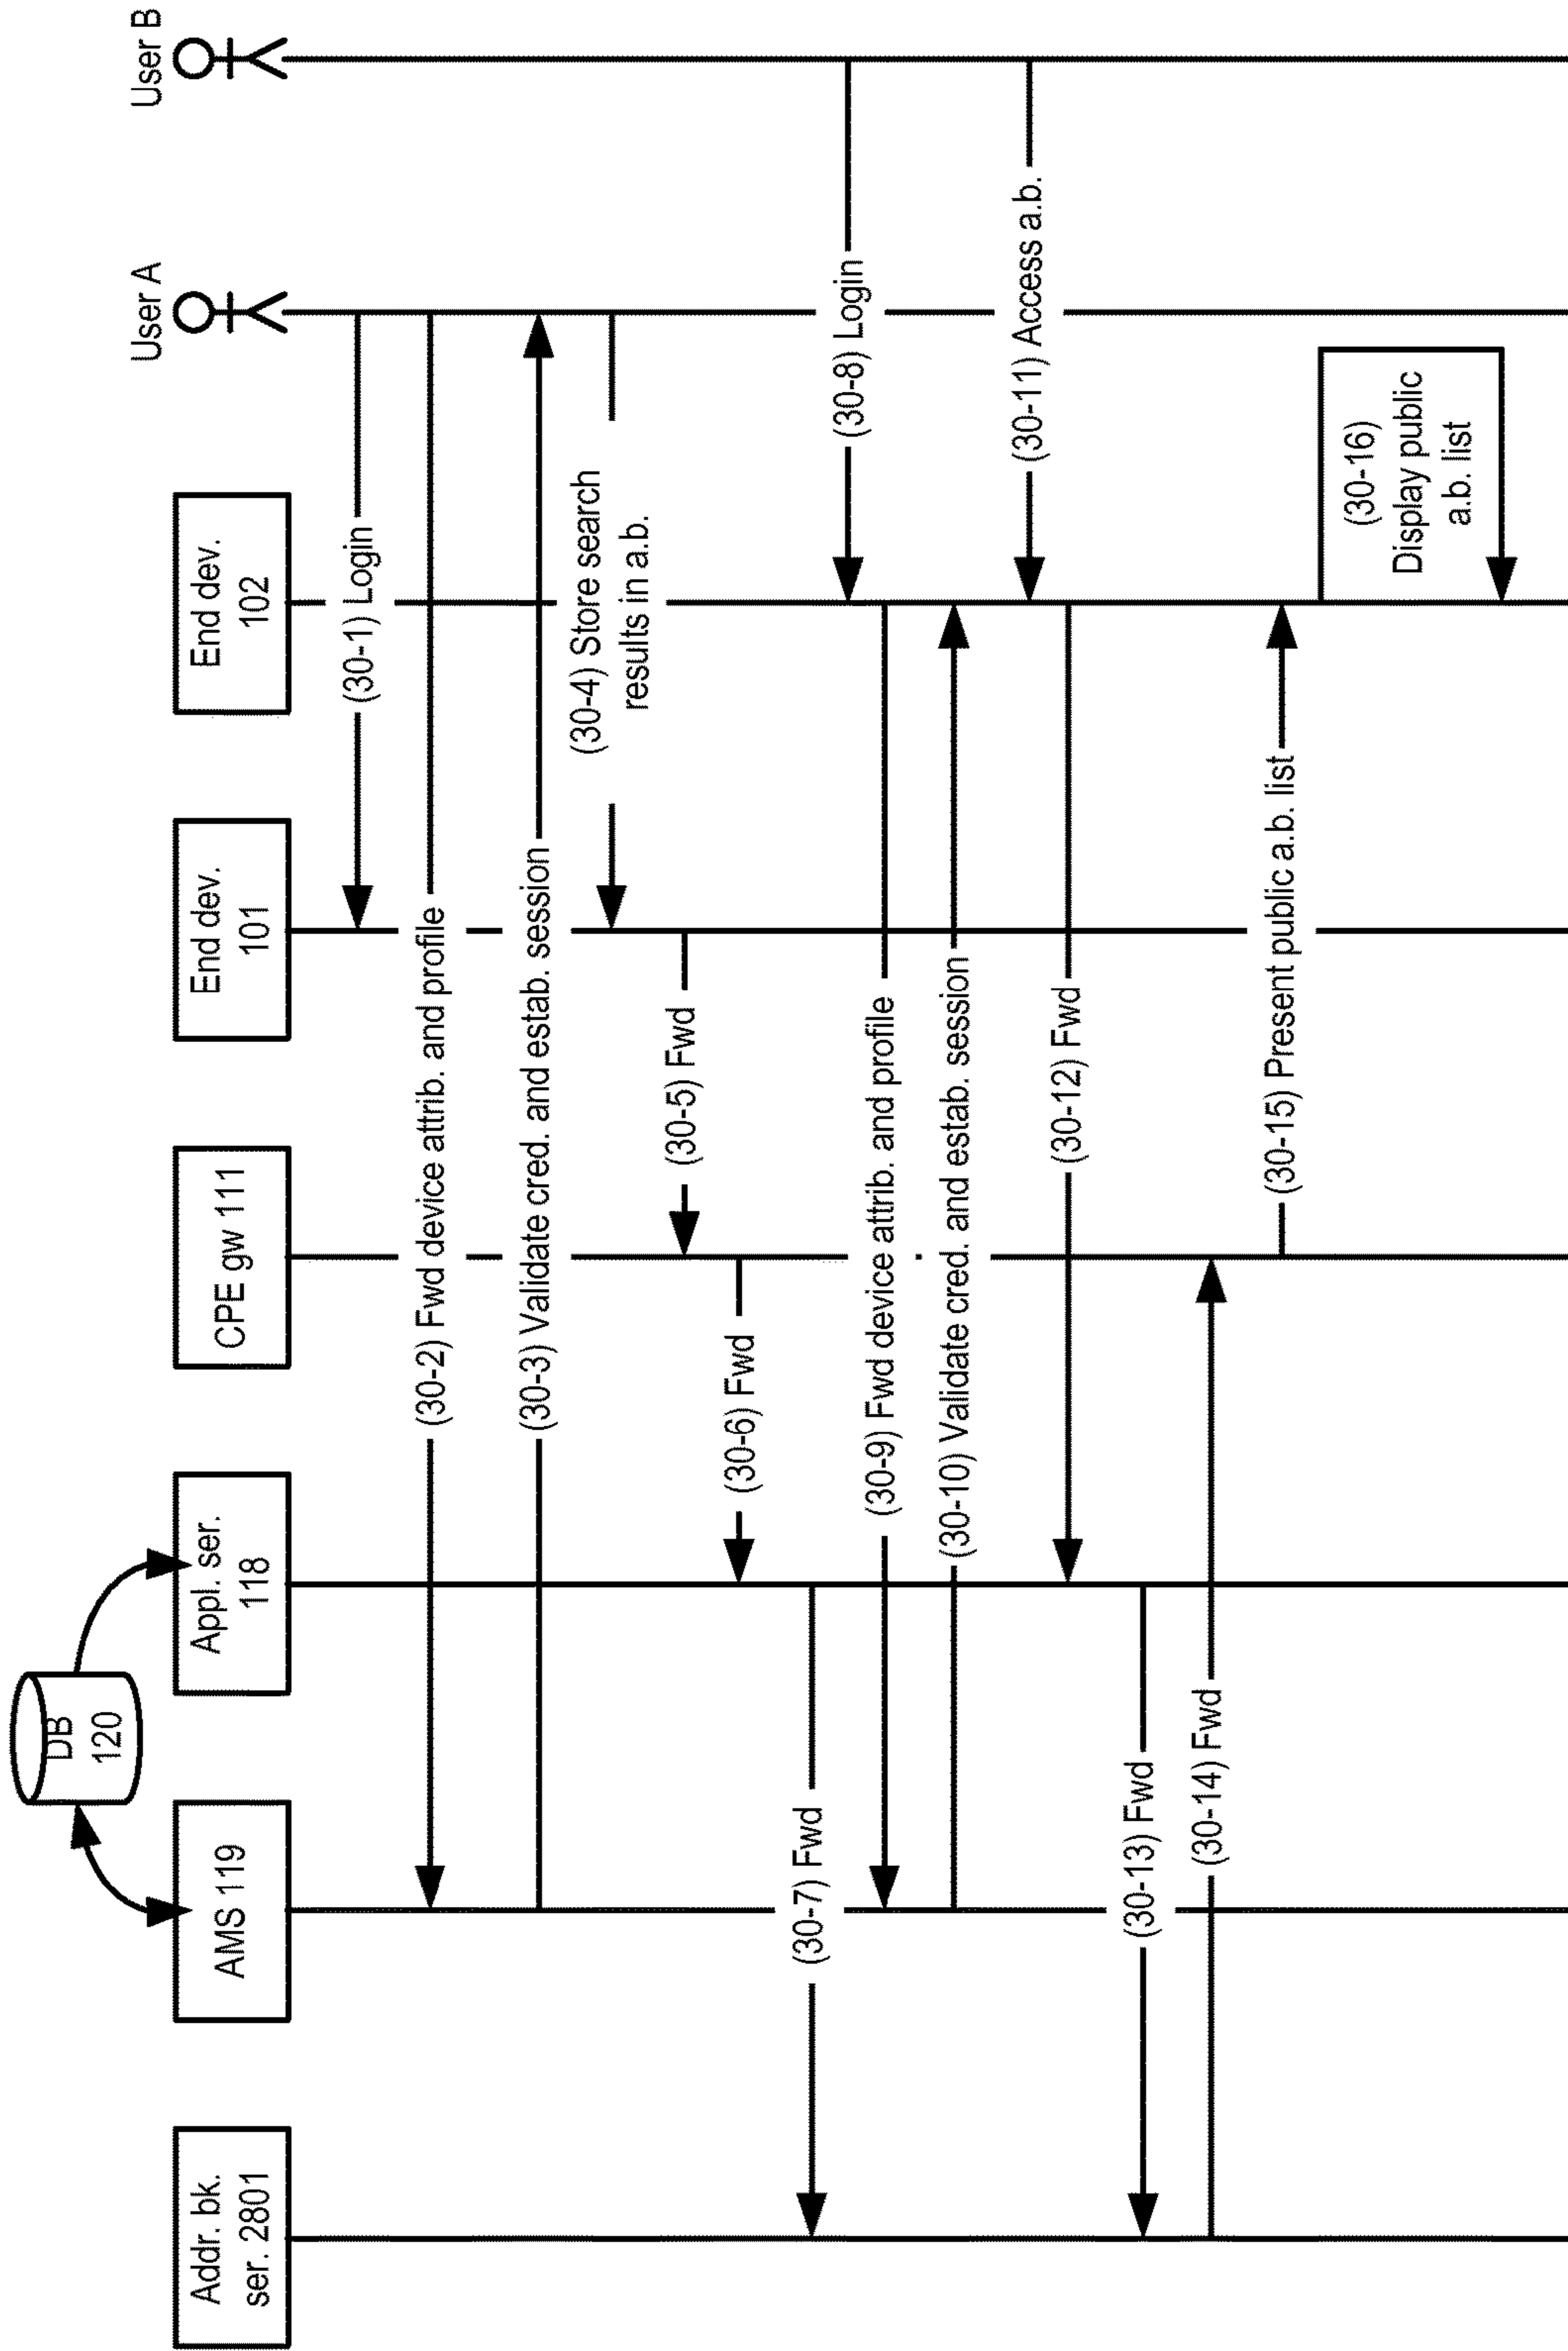 DB
120
Addr. bk.
ser. 2801
AMS 119
Appl. ser.
118
CPE gw 111
End dev.
101
End dev.
102
User A
User B
(30-1) Login
(30-2) Fwd device attrib. and profile
(30-3) Validate cred. and estab. session
(30-4) Store search
results in a.b.
(30-5) Fwd
(30-6) Fwd
(30-7) Fwd
(30-8) Login
(30-9) Fwd device attrib. and profile
(30-10) Validate cred. and estab. session
(30-11) Access a.b.
(30-12) Fwd
(30-13) Fwd
(30-14) Fwd
(30-15) Present public a.b. list
(30-16)
Display public
a.b. list